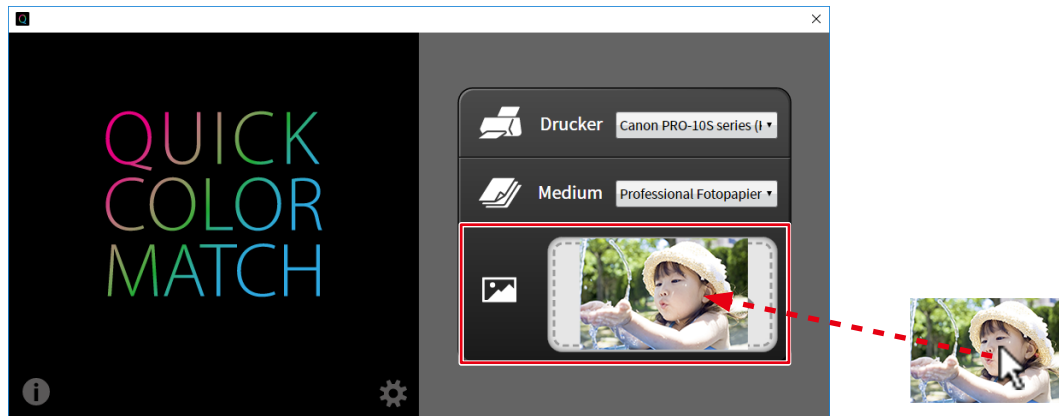 Q
QUICK
COLOR
MATCH
Drucker
Canon PRO-10S series (
Medium
Professional Fotopapier
i